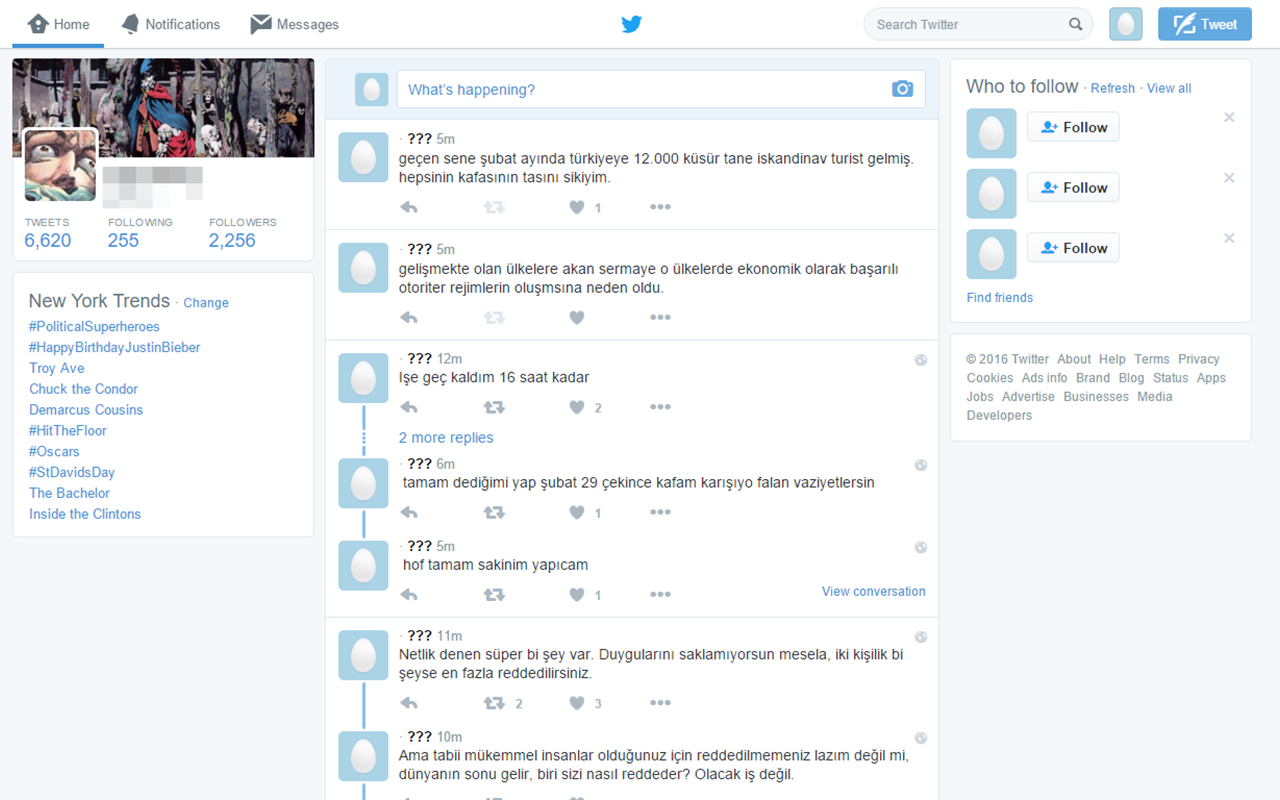 Home
Notifications
Messages
Search Twitter
Tweet
TWEETS
FOLLOWING
FOLLOWERS
6,620
255
2,256
New York Trends · Change
#PoliticalSuperheroes
#HappyBirthdayJustinBieber
Troy Ave
Chuck the Condor
Demarcus Cousins
#HitTheFloor
#Oscars
#StDavidsDay
The Bachelor
Inside the Clintons
What's happening?
· ??? 5m
geçen sene şubat ayında türkiyeye 12.000 küsür tane iskandinav turist gelmiş.
hepsinin kafasının tasını sikiyim.
1
· ??? 5m
gelişmekte olan ülkelere akan sermaye o ülkelerde ekonomik olarak başarılı
otoriter rejimlerin oluşmsına neden oldu.
· ??? 12m
Işe geç kaldım 16 saat kadar
2
2 more replies
· ??? 6m
tamam dediğimi yap şubat 29 çekince kafam karışıyo falan vaziyetlersin
1
· ??? 5m
hof tamam sakinim yapıcam
1
View conversation
· ??? 11m
Netlik denen süper bi şey var. Duygularını saklamıyorsun mesela, iki kişilik bi
şeyse en fazla reddedilirsiniz.
2
3
· ??? 10m
Ama tabii mükemmel insanlar olduğunuz için reddedilmemeniz lazım değil mi,
dünyanın sonu gelir, biri sizi nasıl reddeder? Olacak iş değil.
Who to follow · Refresh · View all
Follow
Follow
Follow
Find friends
© 2016 Twitter About Help Terms Privacy
Cookies Ads info Brand Blog Status Apps
Jobs Advertise Businesses Media
Developers